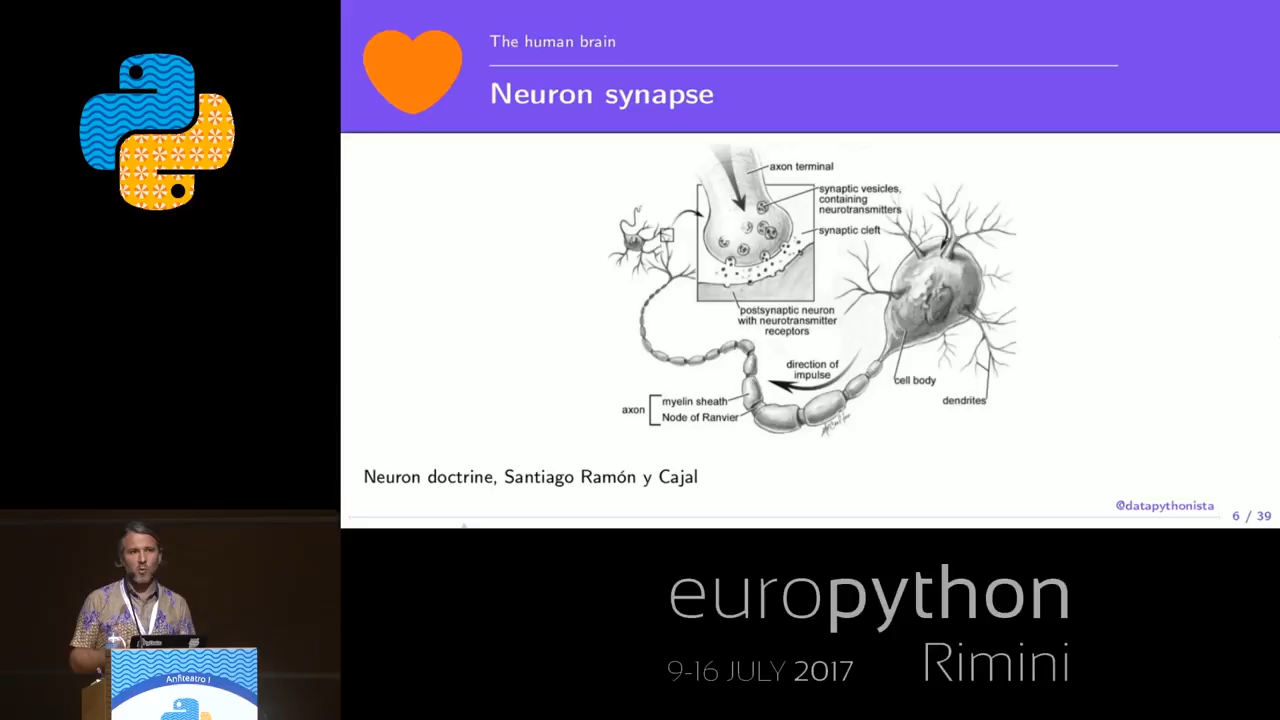 The human brain
Neuron synapse
axon terminal
synaptic vesicles,
containing
neurotransmitters
synaptic cleft
postsynaptic neuron
with neurotransmitter
receptors
direction of
impulse
cell body
dendrites
axon
myelin sheath
Node of Ranvier
Neuron doctrine, Santiago Ramón y Cajal
@datapythonista
6 / 39
Anfiteatro 1
europython
9-16 JULY 2017
Rimini